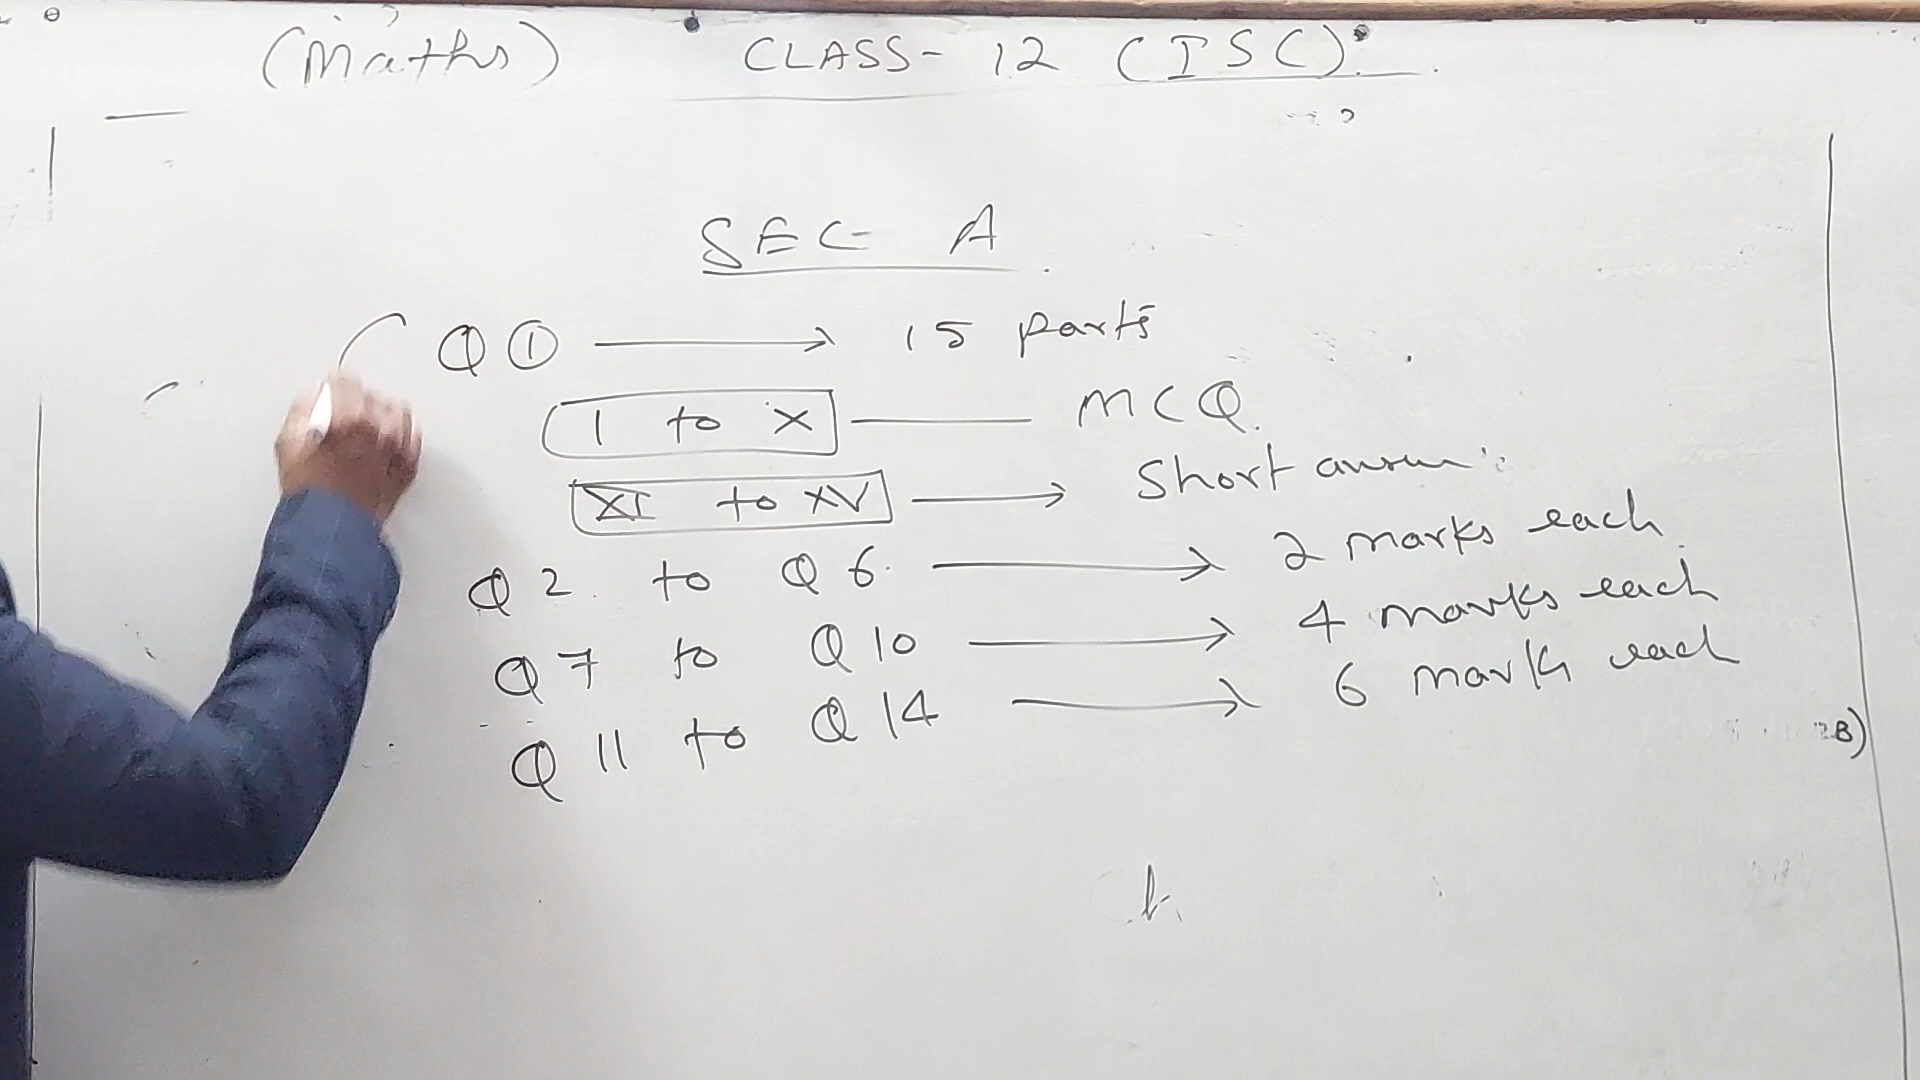 (Maths) CLASS- 12 (ISC).
SEC A
Q ① → 15 parts
I to X — MCQ.
XI to XV → Short answer
Q 2. to Q 6. → 2 marks each.
Q 7 to Q 10 → 4 marks each
Q 11 to Q 14 → 6 marks each
B)